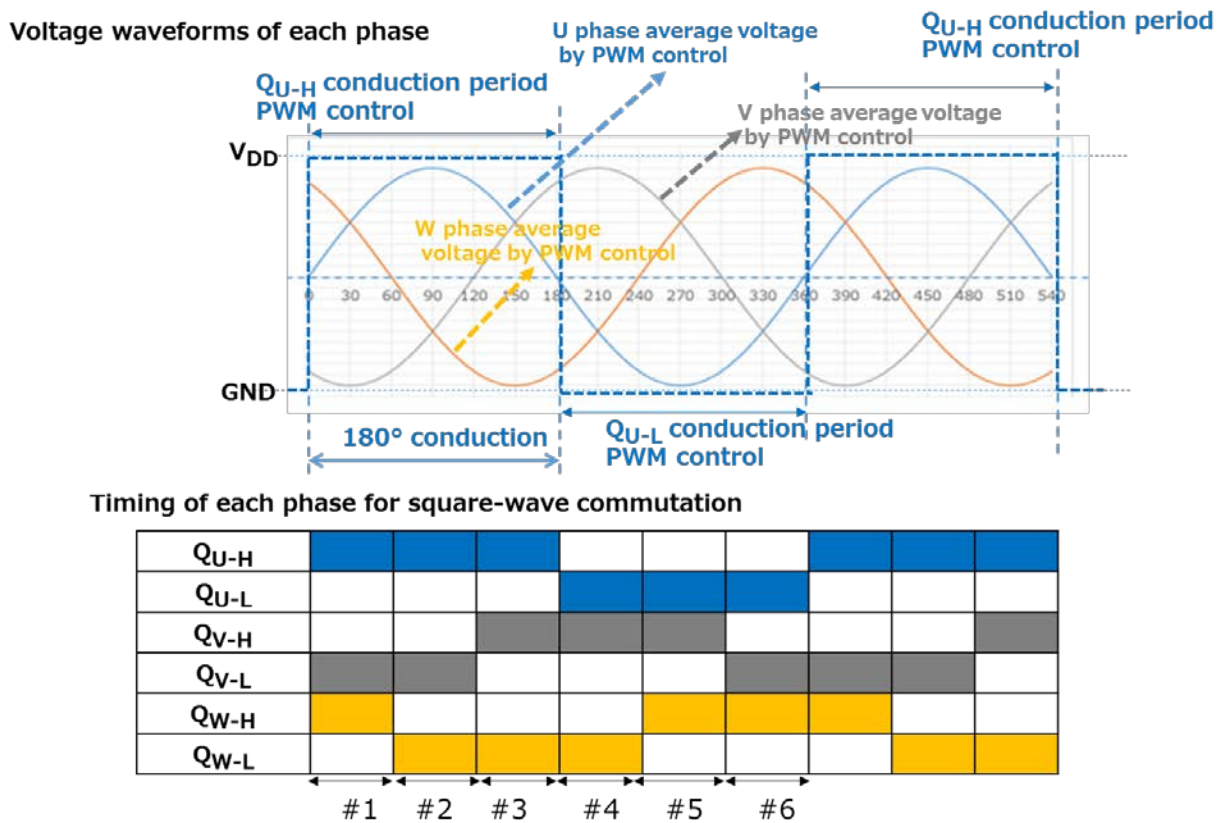 Voltage waveforms of each phase
U phase average voltage
by PWM control
QU-H conduction period
PWM control
QU-H conduction period
PWM control
V phase average voltage
by PWM control
VDD
W phase average
voltage by PWM control
0 30 60 90 120 150 180 210 240 270 300 330 360 390 420 450 480 510 540
GND
180° conduction
QU-L conduction period
PWM control
Timing of each phase for square-wave commutation
QU-H
QU-L
QV-H
QV-L
QW-H
QW-L
#1 #2 #3 #4 #5 #6